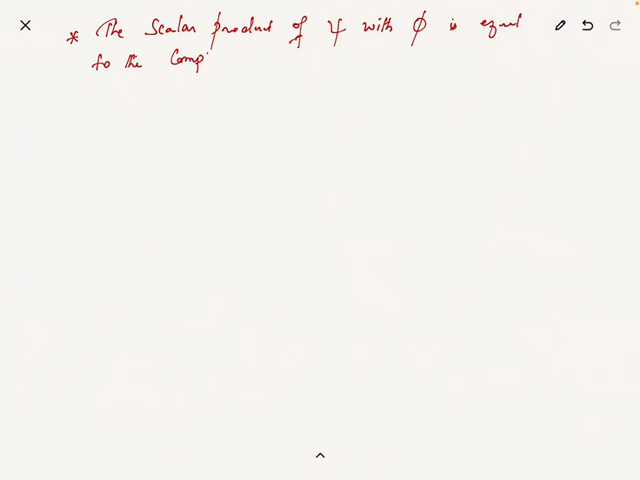 * The Scalar product of ψ with ϕ is equal
to the Comp